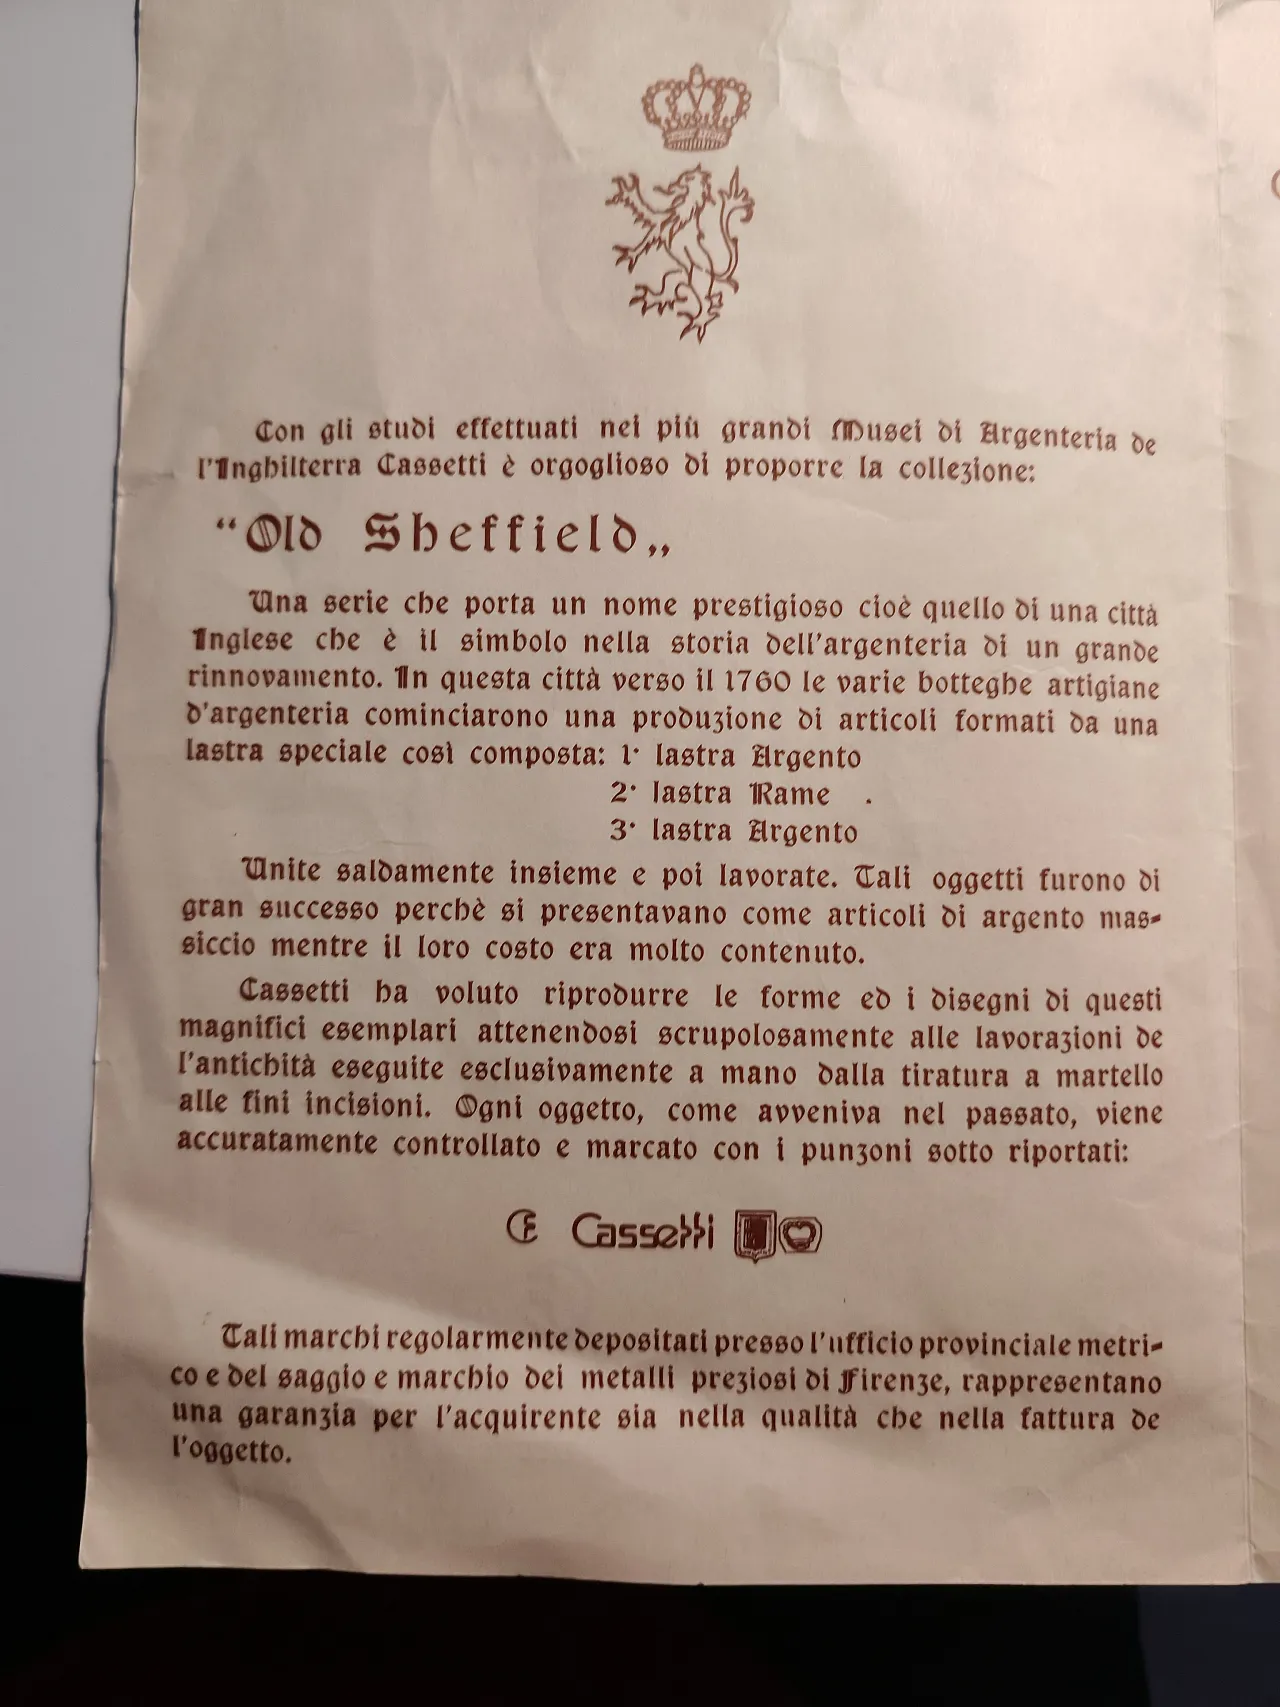 Con gli studi effettuati nei più grandi Musei di Argenteria de
l'Inghilterra Cassetti è orgoglioso di proporre la collezione:
“Old Sheffield„
Una serie che porta un nome prestigioso cioè quello di una città
Inglese che è il simbolo nella storia dell'argenteria di un grande
rinnovamento. In questa città verso il 1760 le varie botteghe artigiane
d'argenteria cominciarono una produzione di articoli formati da una
lastra speciale così composta: 1· lastra Argento
2· lastra Rame .
3· lastra Argento
Unite saldamente insieme e poi lavorate. Tali oggetti furono di
gran successo perchè si presentavano come articoli di argento mas-
siccio mentre il loro costo era molto contenuto.
Cassetti ha voluto riprodurre le forme ed i disegni di questi
magnifici esemplari attenendosi scrupolosamente alle lavorazioni de
l'antichità eseguite esclusivamente a mano dalla tiratura a martello
alle fini incisioni. Ogni oggetto, come avveniva nel passato, viene
accuratamente controllato e marcato con i punzoni sotto riportati:
Cassetti
Tali marchi regolarmente depositati presso l'ufficio provinciale metri-
co e del saggio e marchio dei metalli preziosi di Firenze, rappresentano
una garanzia per l'acquirente sia nella qualità che nella fattura de
l'oggetto.